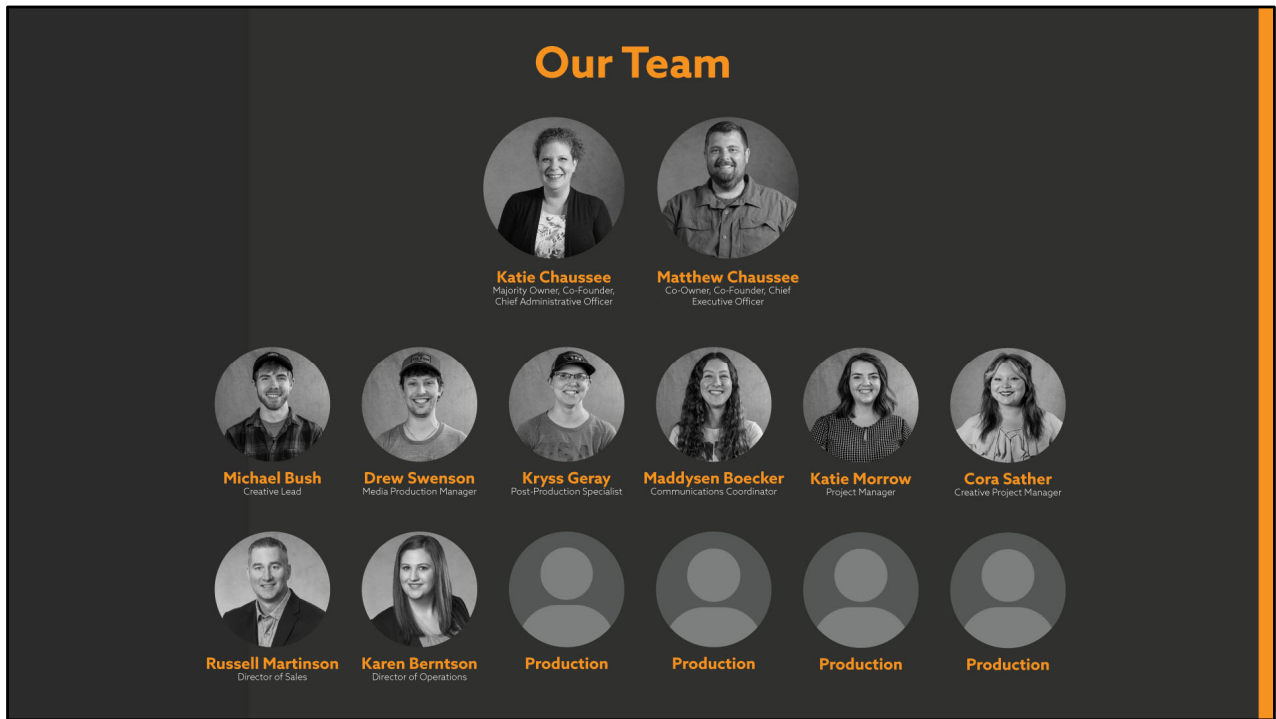 Our Team
Katie Chaussee
Majority Owner, Co-Founder,
Chief Administrative Officer
Matthew Chaussee
Co-Owner, Co-Founder, Chief
Executive Officer
Michael Bush
Creative Lead
Drew Swenson
Media Production Manager
Kryss Geray
Post-Production Specialist
Maddysen Boecker
Communications Coordinator
Katie Morrow
Project Manager
Cora Sather
Creative Project Manager
Russell Martinson
Director of Sales
Karen Berntson
Director of Operations
Production
Production
Production
Production